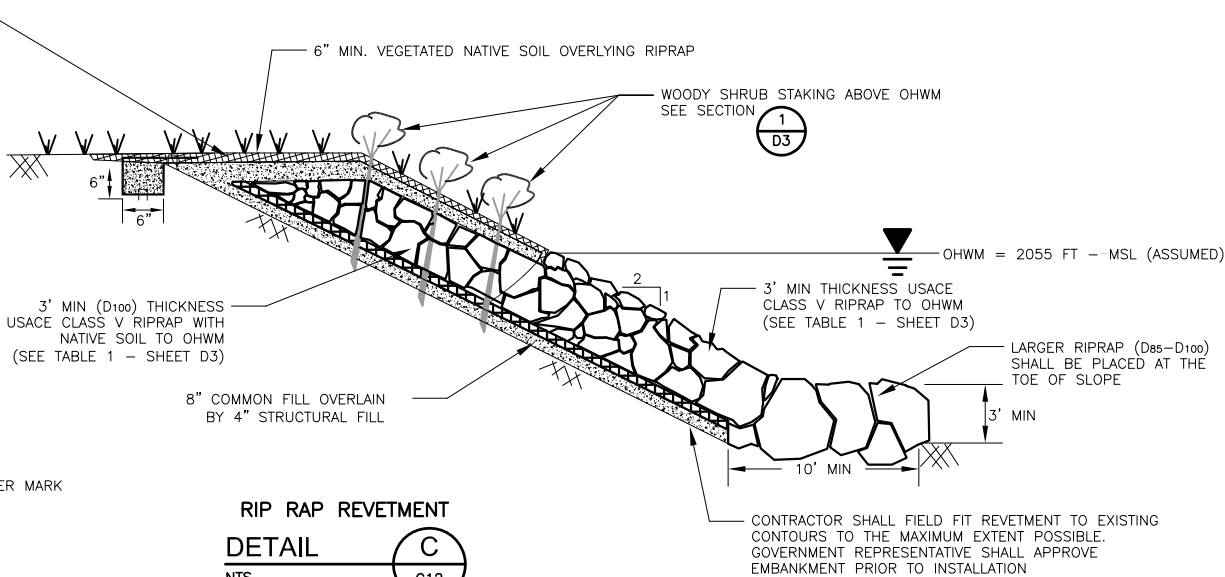 6" MIN. VEGETATED NATIVE SOIL OVERLYING RIPRAP
WOODY SHRUB STAKING ABOVE OHWM
SEE SECTION
1
D3
6"
6"
OHWM = 2055 FT - MSL (ASSUMED)
2
1
3' MIN (D100) THICKNESS
USACE CLASS V RIPRAP WITH
NATIVE SOIL TO OHWM
(SEE TABLE 1 - SHEET D3)
3' MIN THICKNESS USACE
CLASS V RIPRAP TO OHWM
(SEE TABLE 1 - SHEET D3)
LARGER RIPRAP (D85-D100)
SHALL BE PLACED AT THE
TOE OF SLOPE
8" COMMON FILL OVERLAIN
BY 4" STRUCTURAL FILL
3' MIN
10' MIN
ER MARK
CONTRACTOR SHALL FIELD FIT REVETMENT TO EXISTING
CONTOURS TO THE MAXIMUM EXTENT POSSIBLE.
GOVERNMENT REPRESENTATIVE SHALL APPROVE
EMBANKMENT PRIOR TO INSTALLATION
RIP RAP REVETMENT
DETAIL
C
NTS